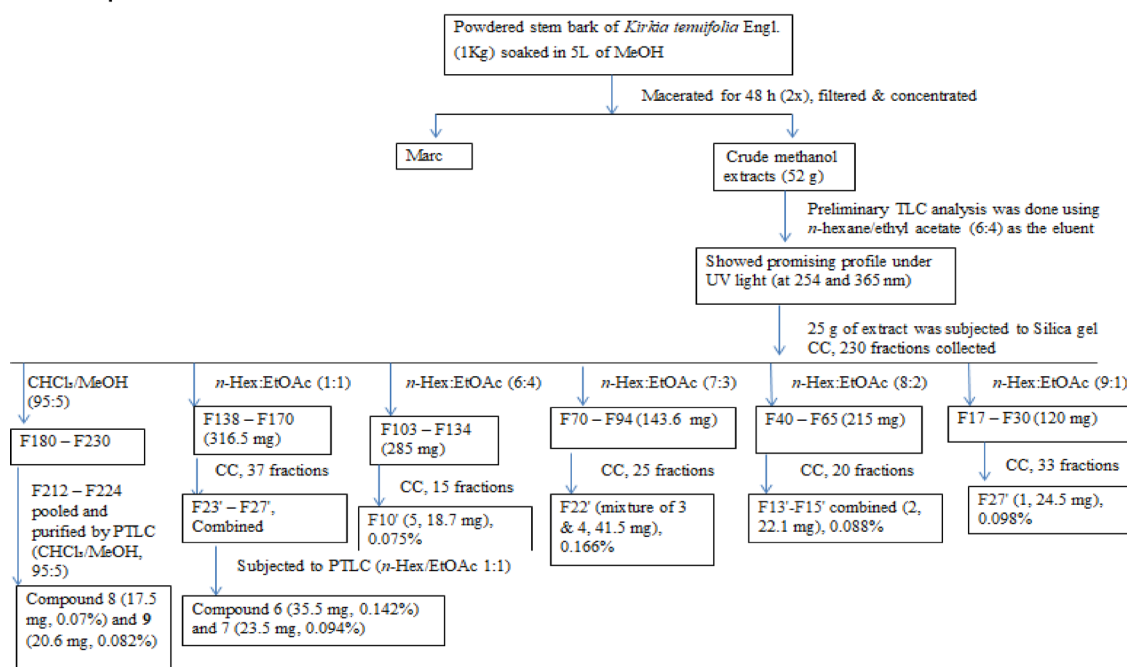 Powdered stem bark of Kirkia tenuifolia Engl.
(1Kg) soaked in 5L of MeOH
Macerated for 48 h (2x), filtered & concentrated
Marc
Crude methanol
extracts (52 g)
Preliminary TLC analysis was done using
n-hexane/ethyl acetate (6:4) as the eluent
Showed promising profile under
UV light (at 254 and 365 nm)
25 g of extract was subjected to Silica gel
CC, 230 fractions collected
CHCl₃/MeOH
(95:5)
F180 – F230
F212 – F224
pooled and
purified by PTLC
(CHCl₃/MeOH,
95:5)
Compound 8 (17.5
mg, 0.07%) and 9
(20.6 mg, 0.082%)
n-Hex:EtOAc (1:1)
F138 – F170
(316.5 mg)
CC, 37 fractions
F23' – F27',
Combined
Subjected to PTLC (n-Hex/EtOAc 1:1)
Compound 6 (35.5 mg, 0.142%)
and 7 (23.5 mg, 0.094%)
n-Hex:EtOAc (6:4)
F103 – F134
(285 mg)
CC, 15 fractions
F10' (5, 18.7 mg),
0.075%
n-Hex:EtOAc (7:3)
F70 – F94 (143.6 mg)
CC, 25 fractions
F22' (mixture of 3
& 4, 41.5 mg),
0.166%
n-Hex:EtOAc (8:2)
F40 – F65 (215 mg)
CC, 20 fractions
F13'-F15' combined (2,
22.1 mg), 0.088%
n-Hex:EtOAc (9:1)
F17 – F30 (120 mg)
CC, 33 fractions
F27' (1, 24.5 mg),
0.098%